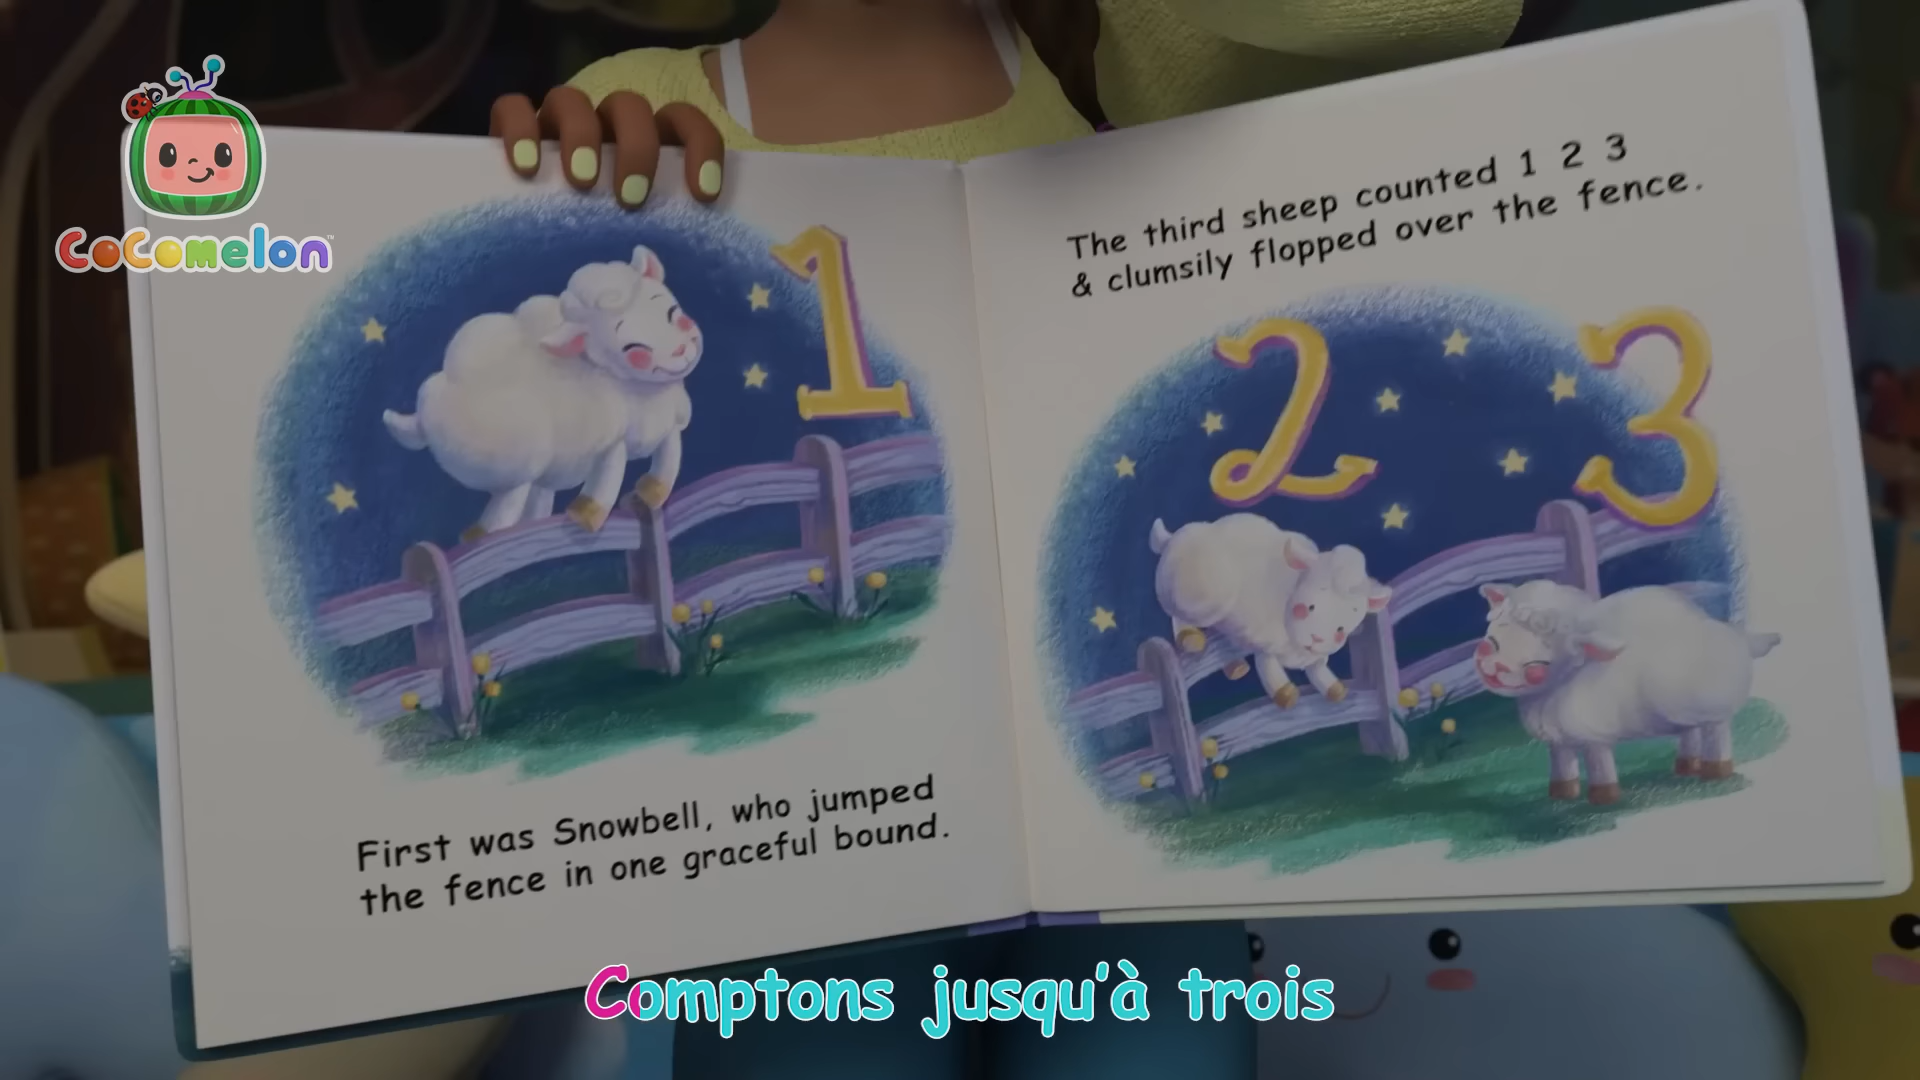 CoComelon™
1
First was Snowbell, who jumped
the fence in one graceful bound.
The third sheep counted 1 2 3
& clumsily flopped over the fence.
2 3
Comptons jusqu'à trois